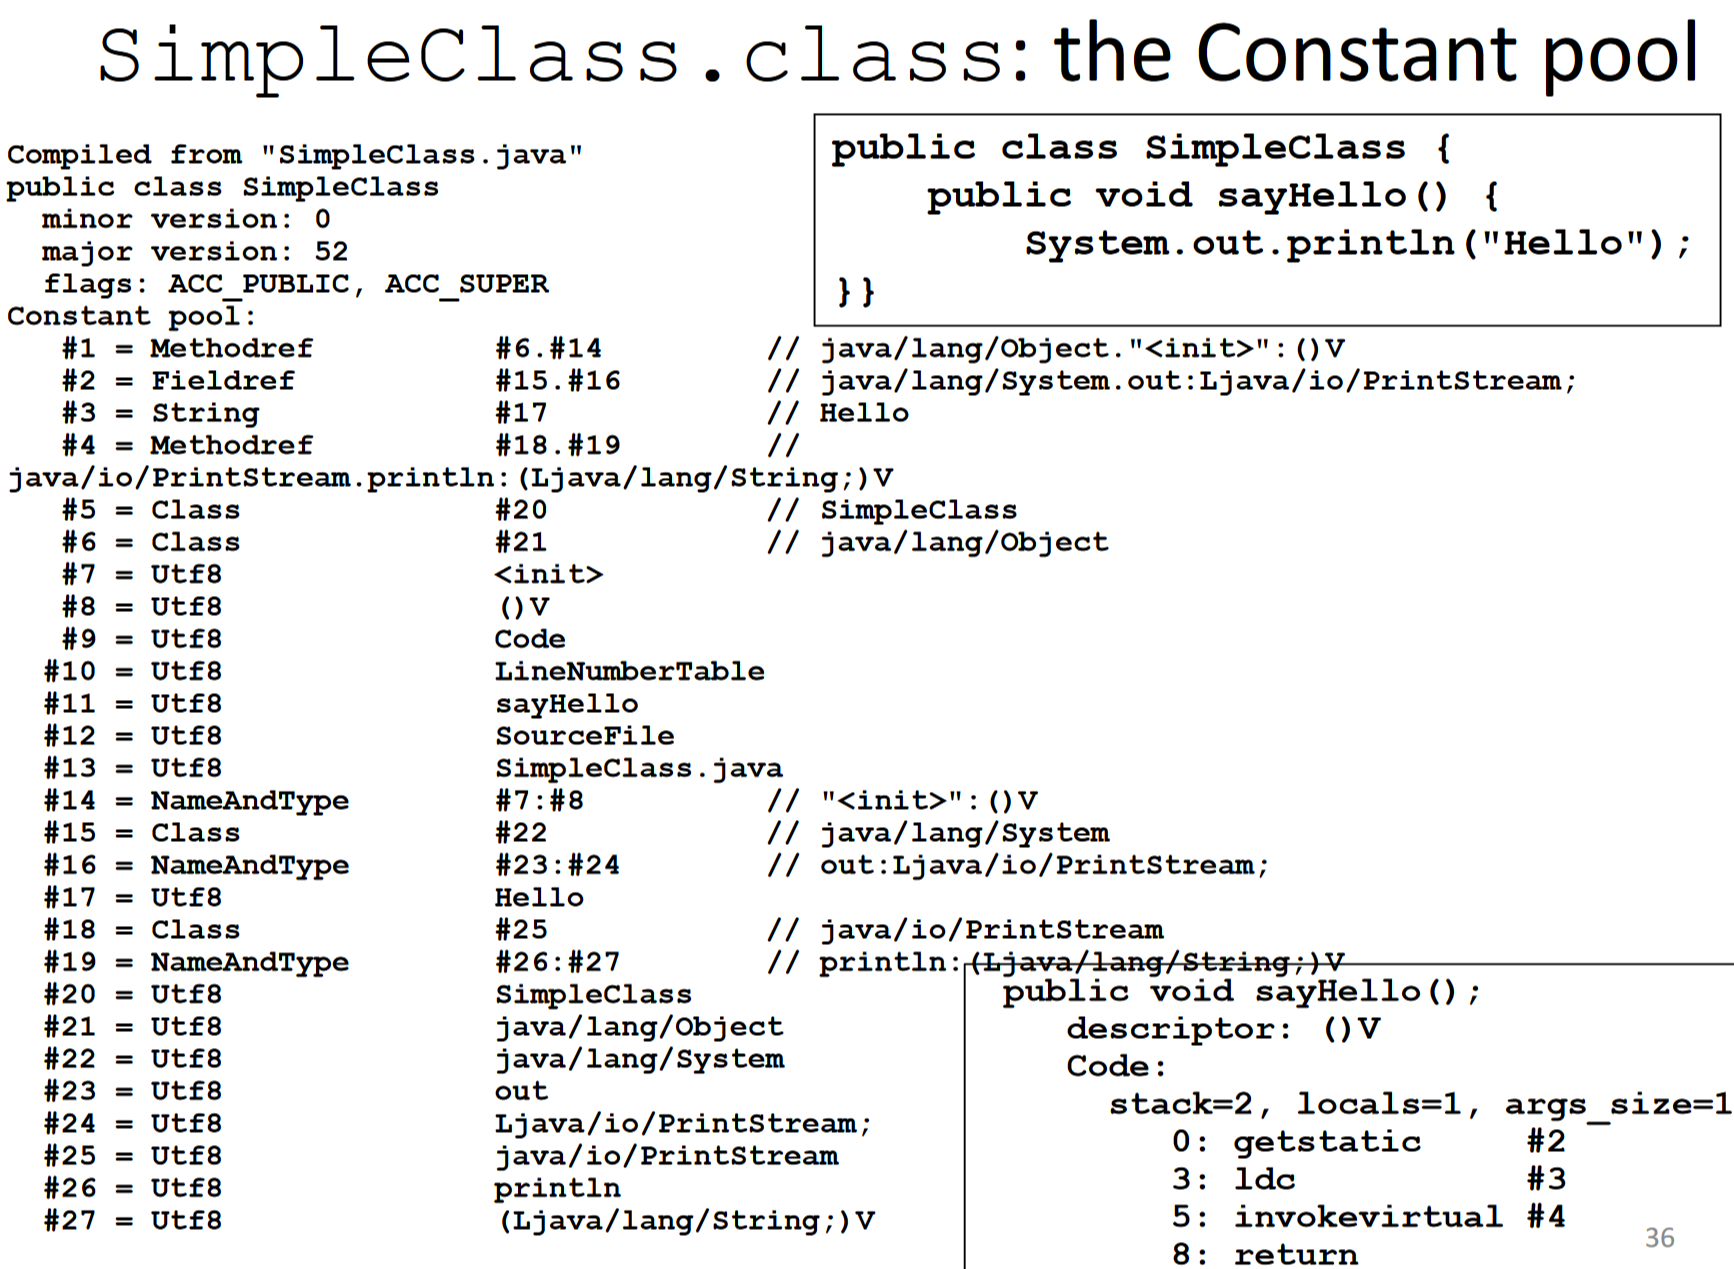 SimpleClass.class: the Constant pool
Compiled from "SimpleClass.java"
public class SimpleClass
  minor version: 0
  major version: 52
  flags: ACC_PUBLIC, ACC_SUPER
Constant pool:
   #1 = Methodref          #6.#14         // java/lang/Object."<init>":()V
   #2 = Fieldref           #15.#16        // java/lang/System.out:Ljava/io/PrintStream;
   #3 = String             #17            // Hello
   #4 = Methodref          #18.#19        //
java/io/PrintStream.println:(Ljava/lang/String;)V
   #5 = Class              #20            // SimpleClass
   #6 = Class              #21            // java/lang/Object
   #7 = Utf8               <init>
   #8 = Utf8               ()V
   #9 = Utf8               Code
  #10 = Utf8               LineNumberTable
  #11 = Utf8               sayHello
  #12 = Utf8               SourceFile
  #13 = Utf8               SimpleClass.java
  #14 = NameAndType        #7:#8          // "<init>":()V
  #15 = Class              #22            // java/lang/System
  #16 = NameAndType        #23:#24        // out:Ljava/io/PrintStream;
  #17 = Utf8               Hello
  #18 = Class              #25            // java/io/PrintStream
  #19 = NameAndType        #26:#27        // println:(Ljava/lang/String;)V
  #20 = Utf8               SimpleClass
  #21 = Utf8               java/lang/Object
  #22 = Utf8               java/lang/System
  #23 = Utf8               out
  #24 = Utf8               Ljava/io/PrintStream;
  #25 = Utf8               java/io/PrintStream
  #26 = Utf8               println
  #27 = Utf8               (Ljava/lang/String;)V
public class SimpleClass {
    public void sayHello() {
        System.out.println("Hello");
}}
public void sayHello();
   descriptor: ()V
   Code:
     stack=2, locals=1, args_size=1
        0: getstatic     #2
        3: ldc           #3
        5: invokevirtual #4
        8: return
36